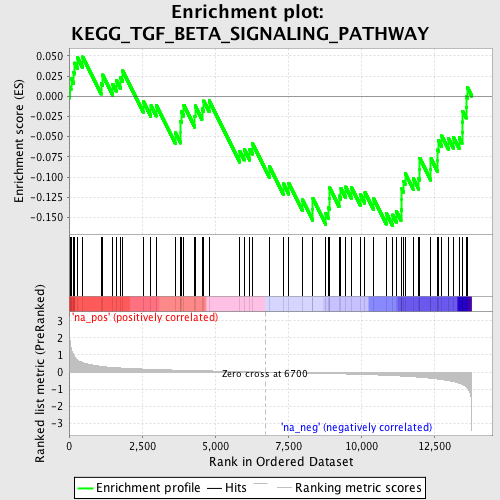 Enrichment plot:
KEGG_TGF_BETA_SIGNALING_PATHWAY
Enrichment score (ES)
0.050
0.025
0.000
-0.025
-0.050
-0.075
-0.100
-0.125
-0.150
'na_pos' (positively correlated)
Ranked list metric (PreRanked)
3
2
1
0
-1
-2
-3
Zero cross at 6700
'na_neg' (negatively correlated)
0
2,500
5,000
7,500
10,000
12,500
Rank in Ordered Dataset
Enrichment profile
Hits
Ranking metric scores